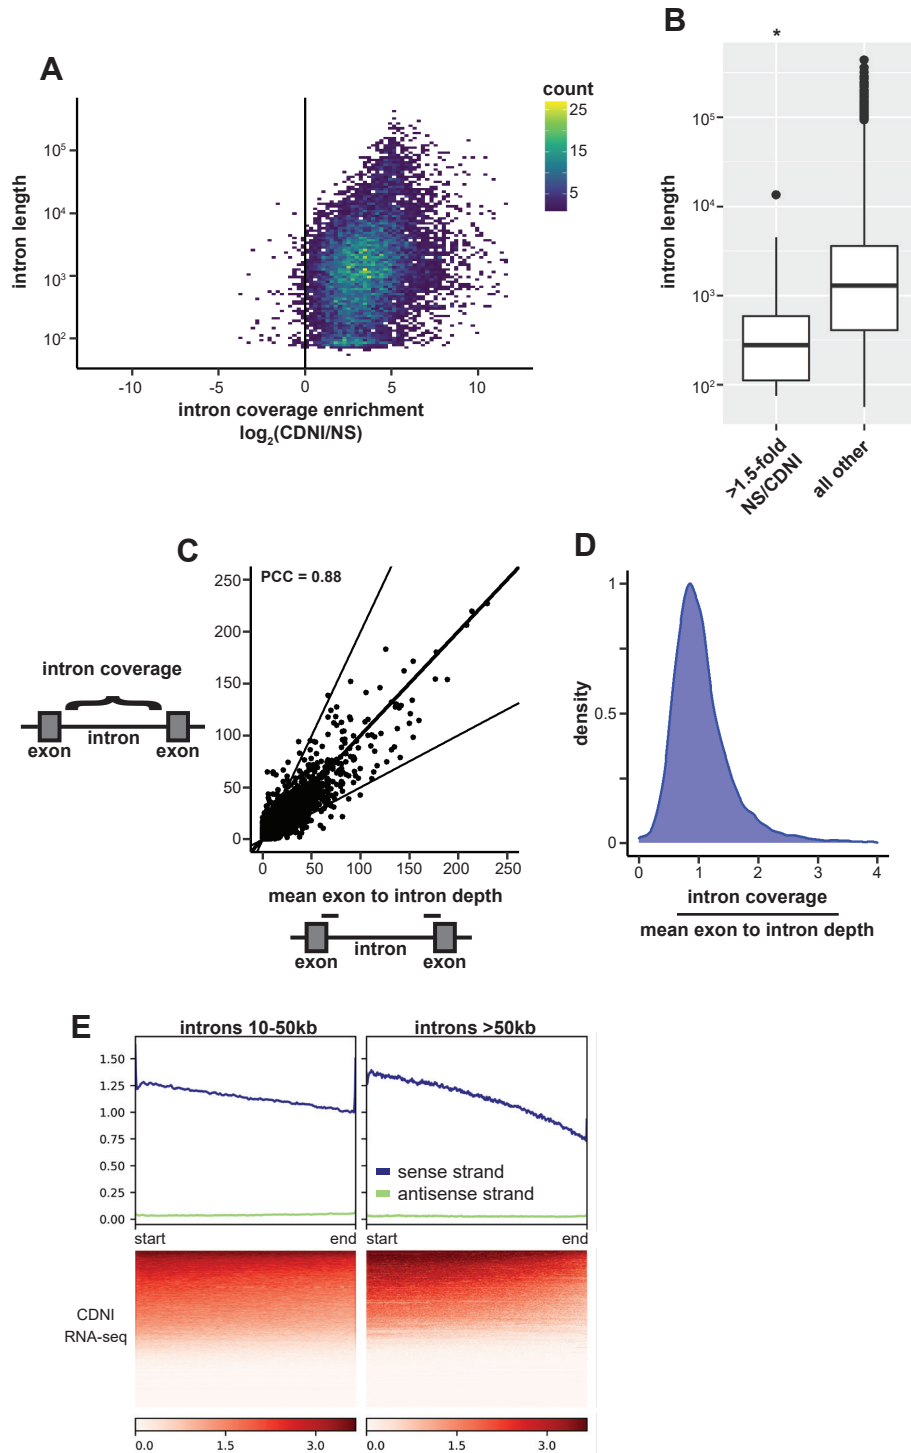 A
count
25
15
5
intron length
10⁵
10⁴
10³
10²
-10
-5
0
5
10
intron coverage enrichment
log₂(CDNI/NS)
B
*
intron length
10⁵
10⁴
10³
10²
>1.5-fold
NS/CDNI
all other
C
PCC = 0.88
250
200
150
100
50
0
0
50
100
150
200
250
mean exon to intron depth
exon
intron
exon
intron coverage
exon
intron
exon
D
density
1
0.5
0
0
1
2
3
4
intron coverage
mean exon to intron depth
E
introns 10-50kb
introns >50kb
1.50
1.25
1.00
0.75
0.50
0.25
0.00
sense strand
antisense strand
start
end
start
end
CDNI
RNA-seq
0.0
1.5
3.0
0.0
1.5
3.0